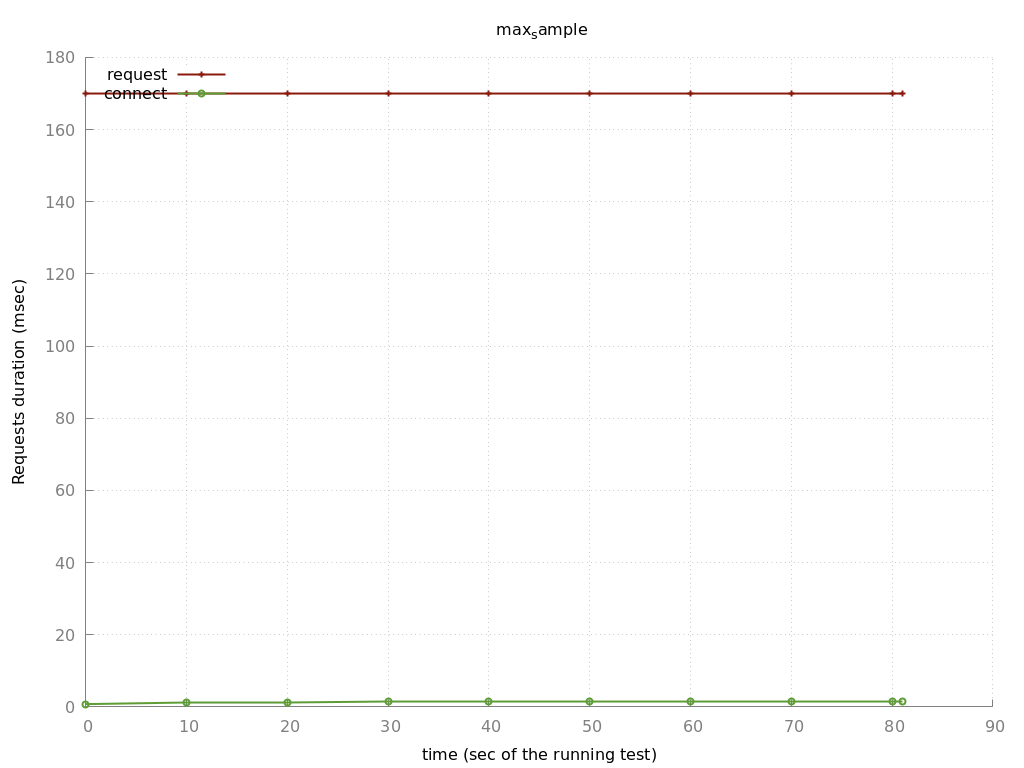 maxₛample
180
request
connect
160
140
120
100
80
60
40
20
0
Requests duration (msec)
0 10 20 30 40 50 60 70 80 90
time (sec of the running test)